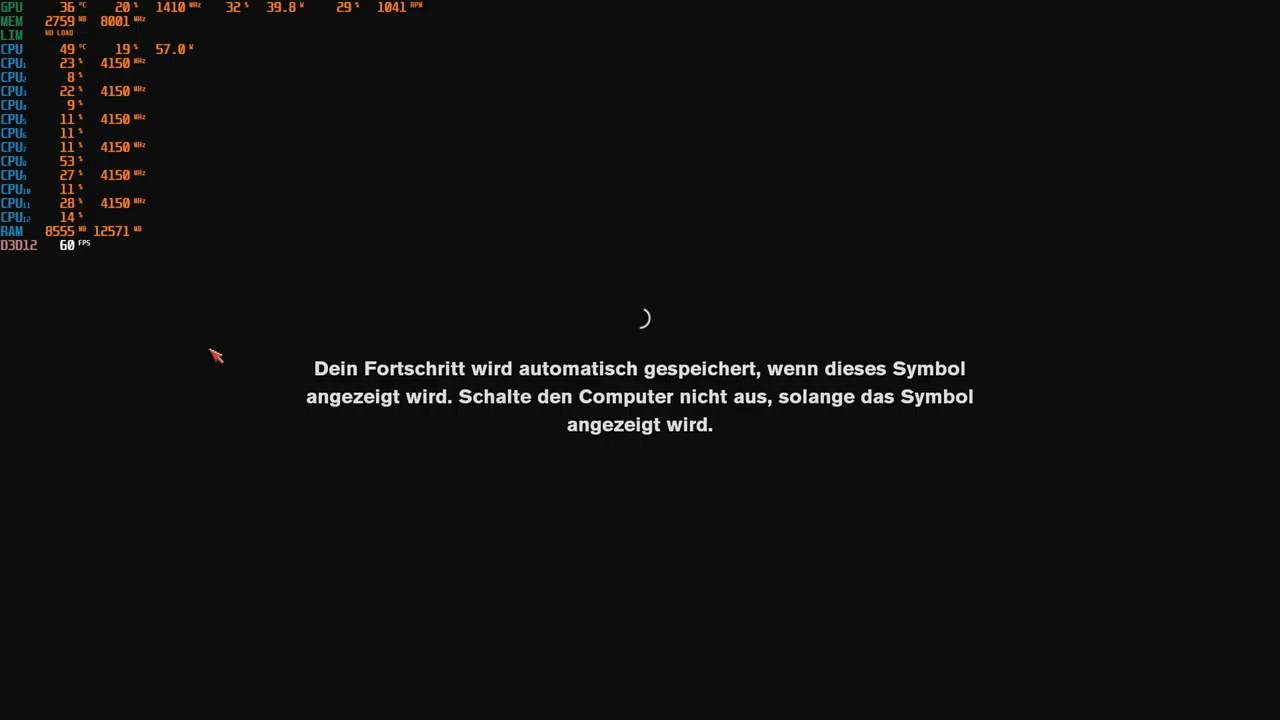 GPU 36 °C 20 % 1410 MHz 32 % 39.8 W 29 % 1041 RPM
MEM 2759 MB 8001 MHz
LIM NO LOAD
CPU 49 °C 19 % 57.0 W
CPU1 23 % 4150 MHz
CPU2 8 %
CPU3 22 % 4150 MHz
CPU4 9 %
CPU5 11 % 4150 MHz
CPU6 11 %
CPU7 11 % 4150 MHz
CPU8 53 %
CPU9 27 % 4150 MHz
CPU10 11 %
CPU11 28 % 4150 MHz
CPU12 14 %
RAM 8555 MB 12571 MB
D3D12 60 FPS
Dein Fortschritt wird automatisch gespeichert, wenn dieses Symbol
angezeigt wird. Schalte den Computer nicht aus, solange das Symbol
angezeigt wird.